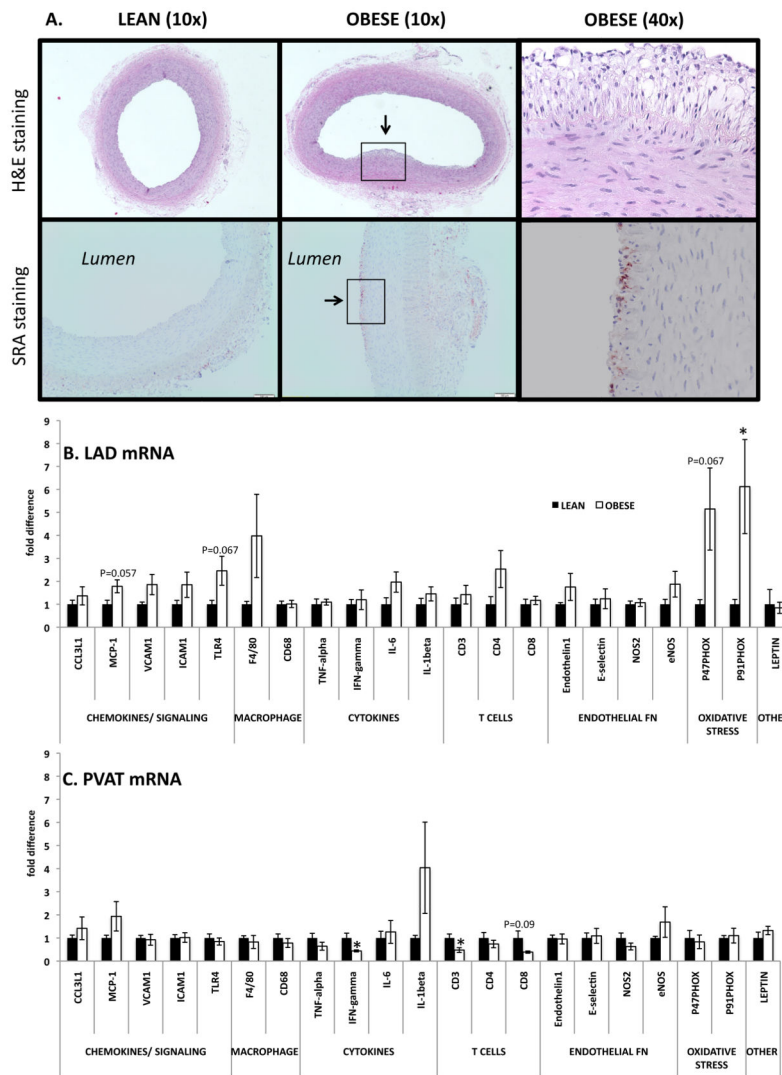 A. LEAN (10x) OBESE (10x) OBESE (40x)
H&E staining
SRA staining
Lumen
Lumen
B. LAD mRNA
fold difference
9
8
7
6
5
4
3
2
1
0
P=0.057
P=0.067
P=0.067
*
LEAN OBESE
CCL3L1
MCP-1
VCAM1
ICAM1
TLR4
F4/80
CD68
TNF-alpha
IFN-gamma
IL-6
IL-1beta
CD3
CD4
CD8
Endothelin1
E-selectin
NOS2
eNOS
P47PHOX
P91PHOX
LEPTIN
CHEMOKINES/ SIGNALING
MACROPHAGE
CYTOKINES
T CELLS
ENDOTHELIAL FN
OXIDATIVE
STRESS
OTHER
C. PVAT mRNA
fold difference
9
8
7
6
5
4
3
2
1
0
*
*
P=0.09
CCL3L1
MCP-1
VCAM1
ICAM1
TLR4
F4/80
CD68
TNF-alpha
IFN-gamma
IL-6
IL-1beta
CD3
CD4
CD8
Endothelin1
E-selectin
NOS2
eNOS
P47PHOX
P91PHOX
LEPTIN
CHEMOKINES/ SIGNALING
MACROPHAGE
CYTOKINES
T CELLS
ENDOTHELIAL FN
OXIDATIVE
STRESS
OTHER